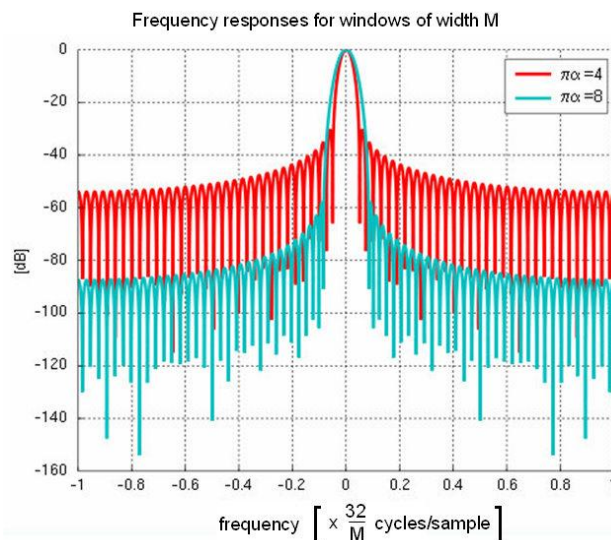 Frequency responses for windows of width M
πα =4
πα =8
0
-20
-40
-60
-80
-100
-120
-140
-160
[dB]
-1 -0.8 -0.6 -0.4 -0.2 0 0.2 0.4 0.6 0.8
frequency [ × 32/M cycles/sample ]